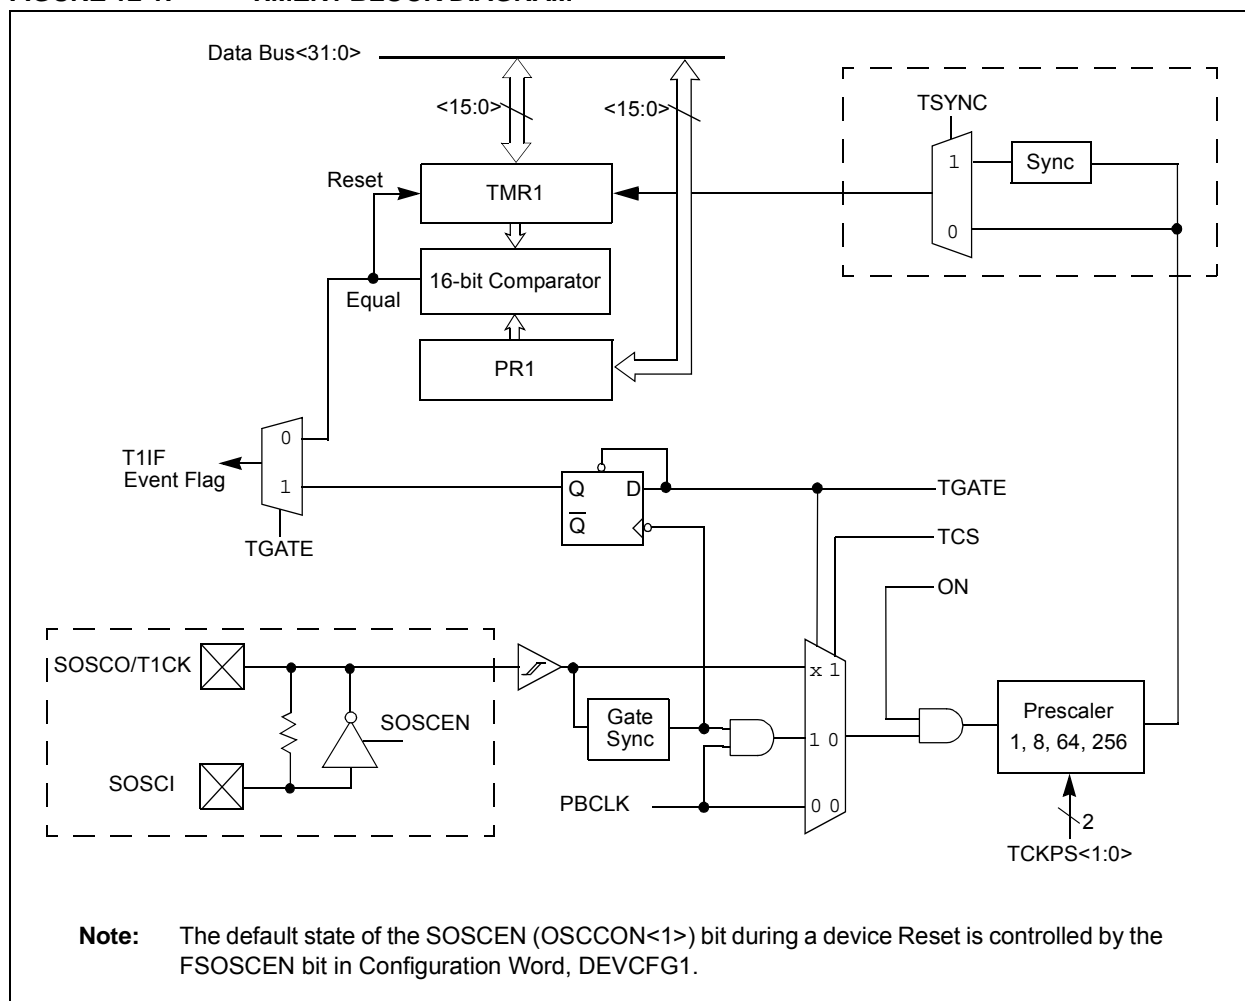 Data Bus<31:0>
<15:0>
<15:0>
TSYNC
1
Sync
0
Reset
TMR1
16-bit Comparator
Equal
PR1
0
1
T1IF
Event Flag
TGATE
Q
D
Q
TGATE
TCS
ON
SOSCO/T1CK
SOSCEN
SOSCI
Gate
Sync
PBCLK
x 1
1 0
0 0
Prescaler
1, 8, 64, 256
2
TCKPS<1:0>
Note: The default state of the SOSCEN (OSCCON<1>) bit during a device Reset is controlled by the
FSOSCEN bit in Configuration Word, DEVCFG1.